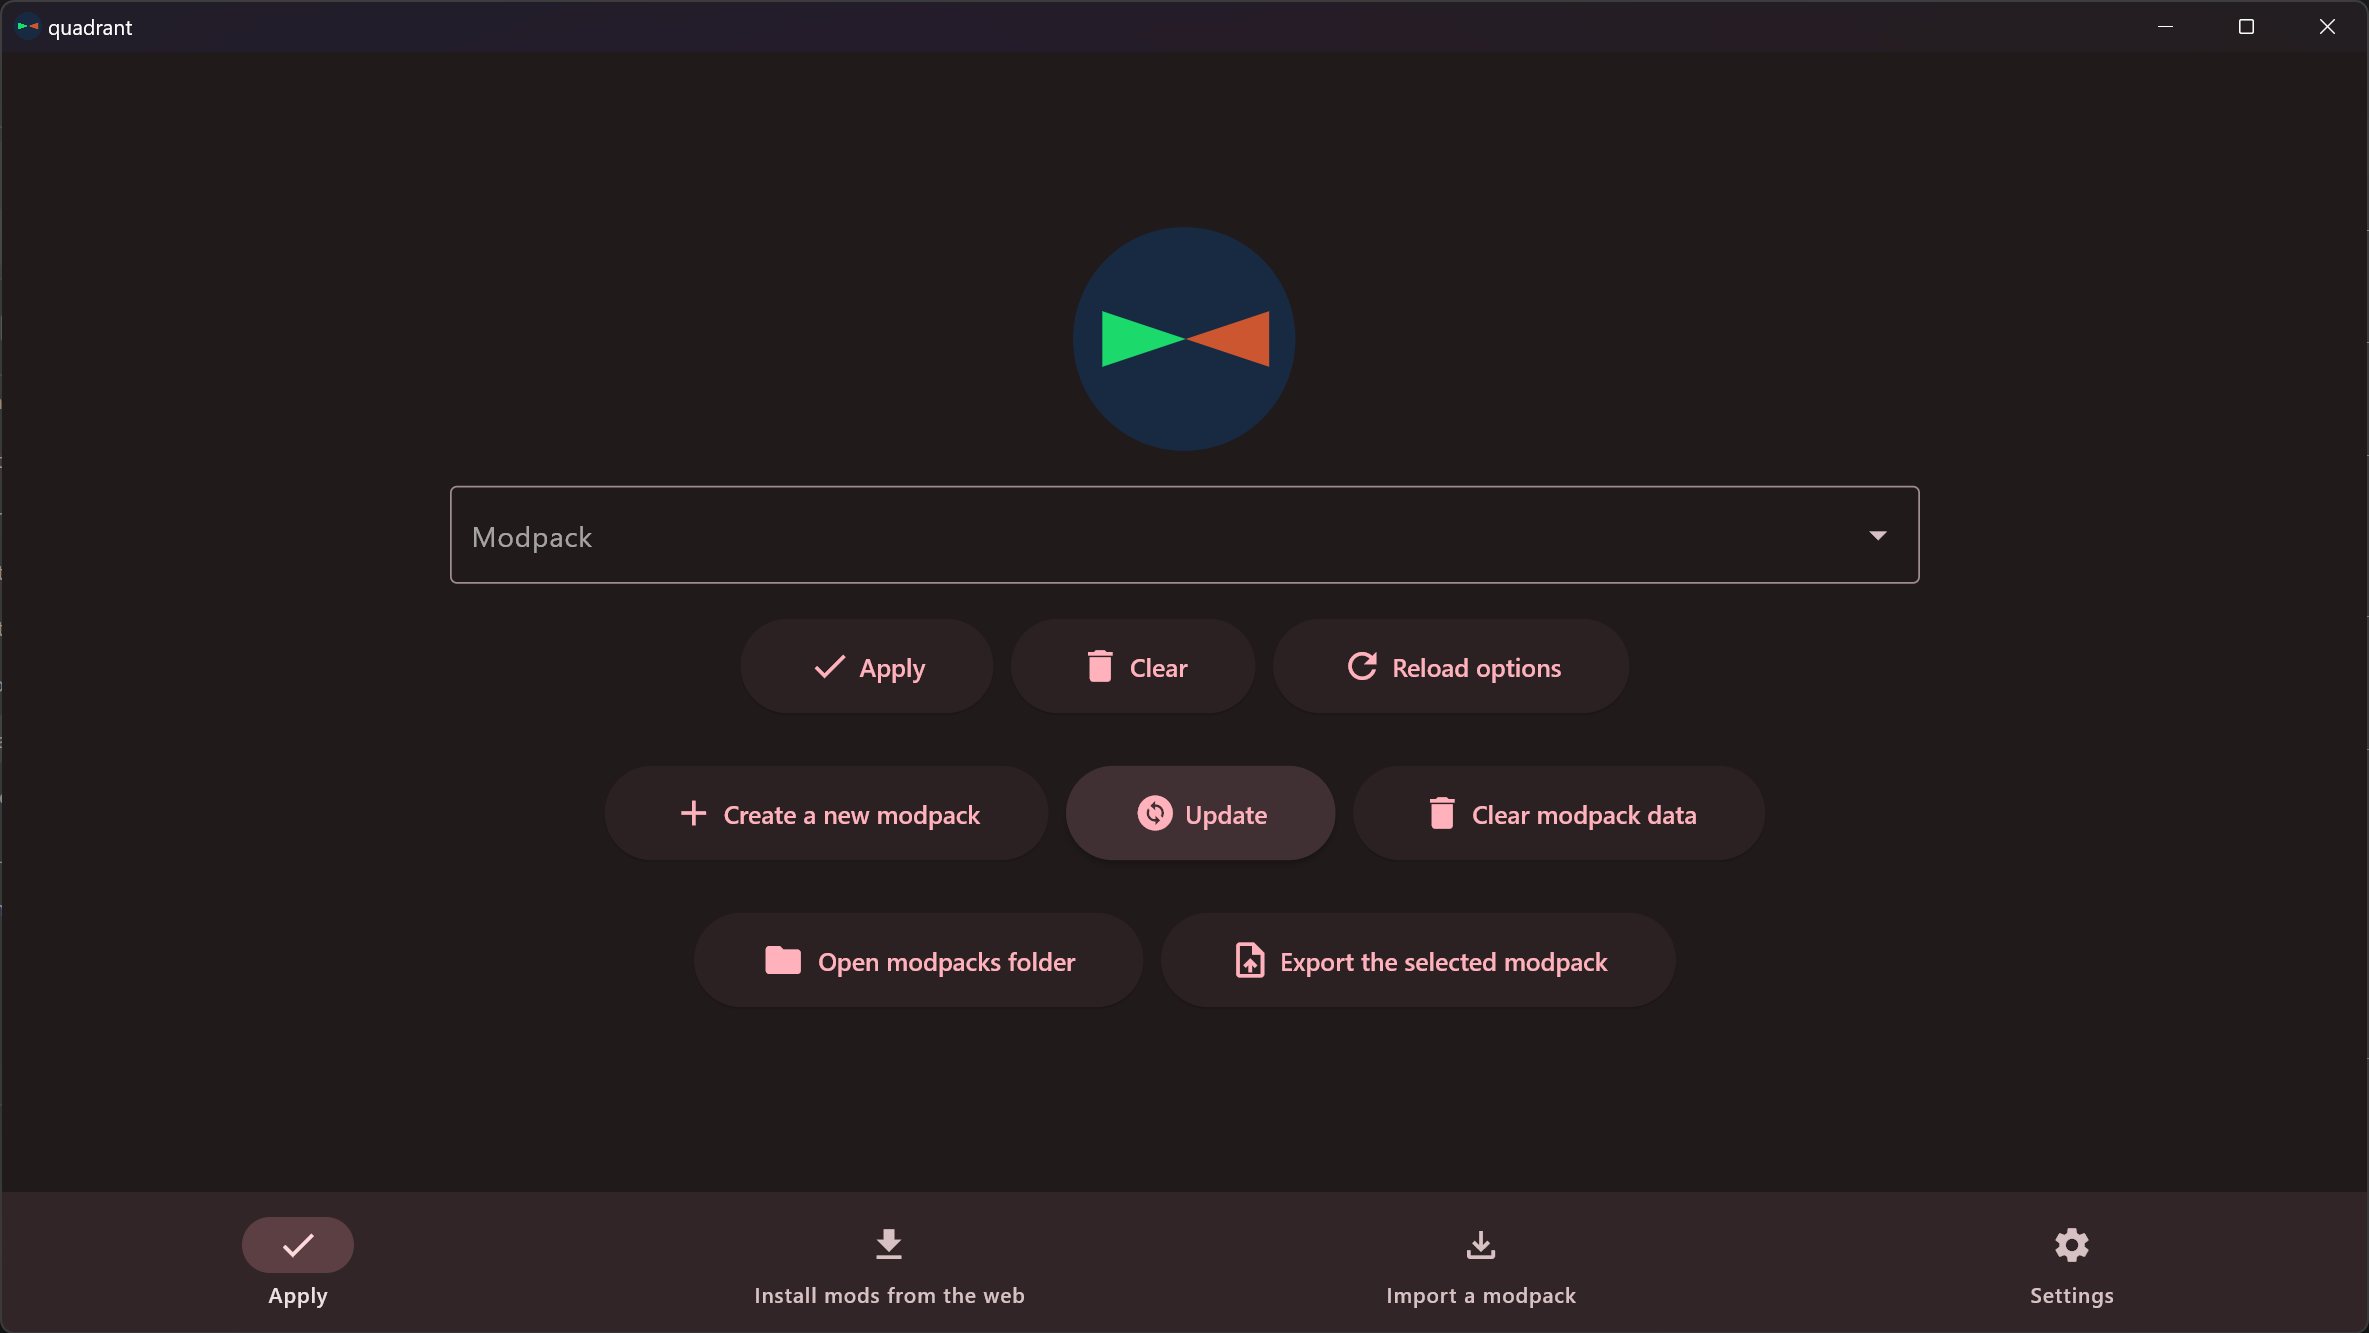 quadrant
Modpack
Apply
Clear
Reload options
Create a new modpack
Update
Clear modpack data
Open modpacks folder
Export the selected modpack
Apply
Install mods from the web
Import a modpack
Settings